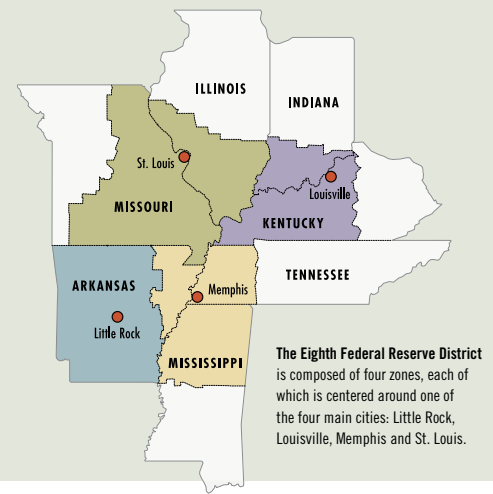 ILLINOIS
INDIANA
St. Louis
Louisville
MISSOURI
KENTUCKY
TENNESSEE
ARKANSAS
Memphis
Little Rock
MISSISSIPPI
The Eighth Federal Reserve District
is composed of four zones, each of
which is centered around one of
the four main cities: Little Rock,
Louisville, Memphis and St. Louis.